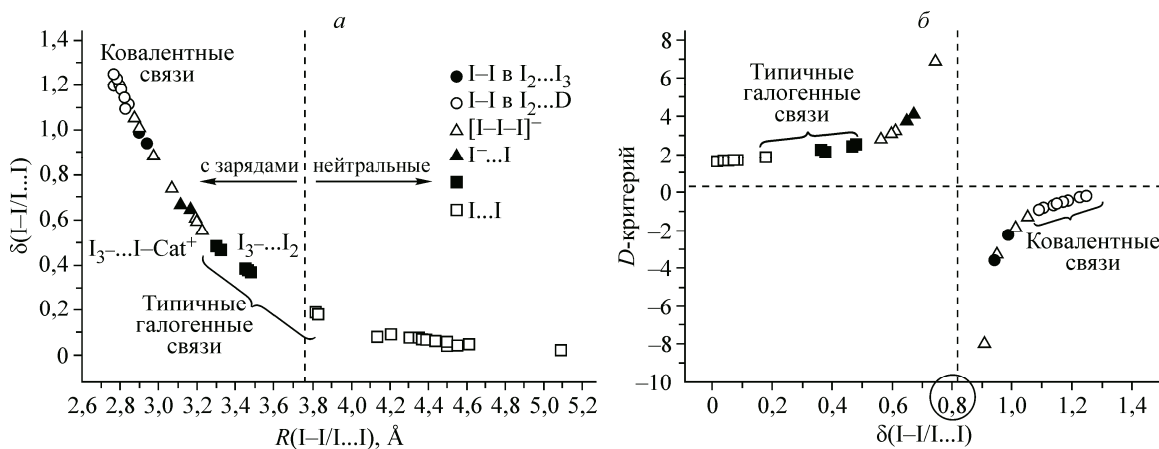 а
δ(I–I/I...I)
1,4
1,2
1,0
0,8
0,6
0,4
0,2
0
Ковалентные
связи
I–I в I2...I3
I–I в I2...D
[I–I–I]–
I–...I
I...I
с зарядами
нейтральные
I3–...I–Cat+
I3–...I2
Типичные
галогенные
связи
2,6 2,8 3,0 3,2 3,4 3,6 3,8 4,0 4,2 4,4 4,6 4,8 5,0 5,2
R(I–I/I...I), Å
б
D-критерий
8
6
4
2
0
–2
–4
–6
–8
–10
Типичные
галогенные
связи
Ковалентные
связи
0 0,2 0,4 0,6 0,8 1,0 1,2 1,4
δ(I–I/I...I)